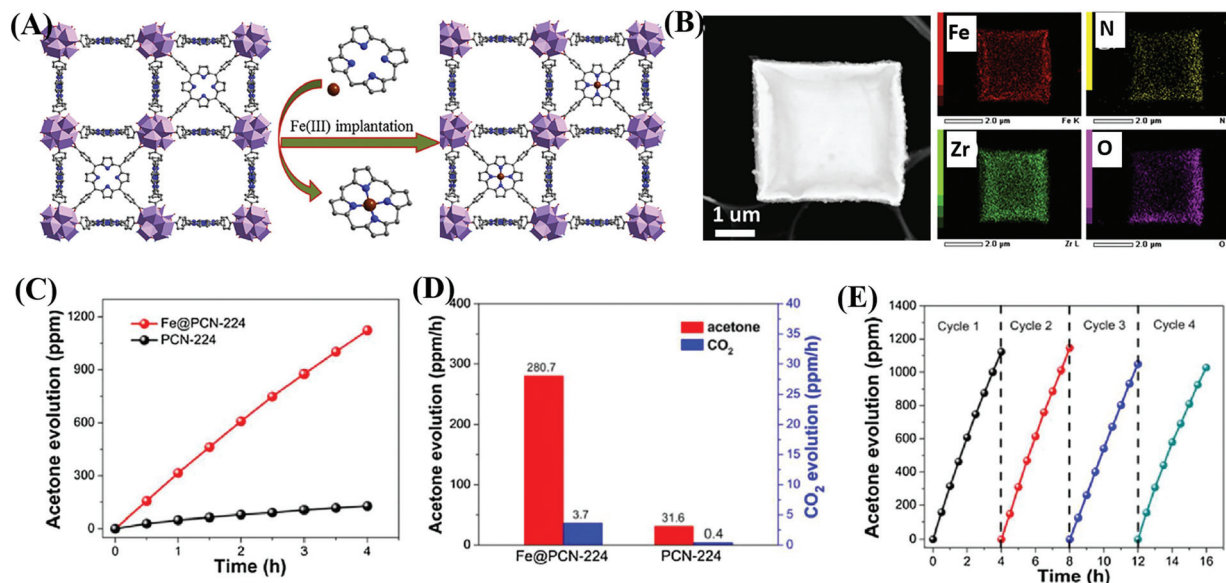 (A)
Fe(III) implantation
(B)
1 um
Fe
2.0 µm
Fe K
N
2.0 µm
N
Zr
2.0 µm
Zr L
O
2.0 µm
O
(C)
Acetone evolution (ppm)
1200
900
600
300
0
Fe@PCN-224
PCN-224
0 1 2 3 4
Time (h)
(D)
Acetone evolution (ppm/h)
400
300
200
100
0
acetone
CO₂
280.7
3.7
31.6
0.4
Fe@PCN-224 PCN-224
40
35
30
25
20
15
10
5
0
CO₂ evolution (ppm/h)
(E)
Acetone evolution (ppm)
1400
1200
1000
800
600
400
200
0
Cycle 1 Cycle 2 Cycle 3 Cycle 4
0 2 4 6 8 10 12 14 16
Time (h)